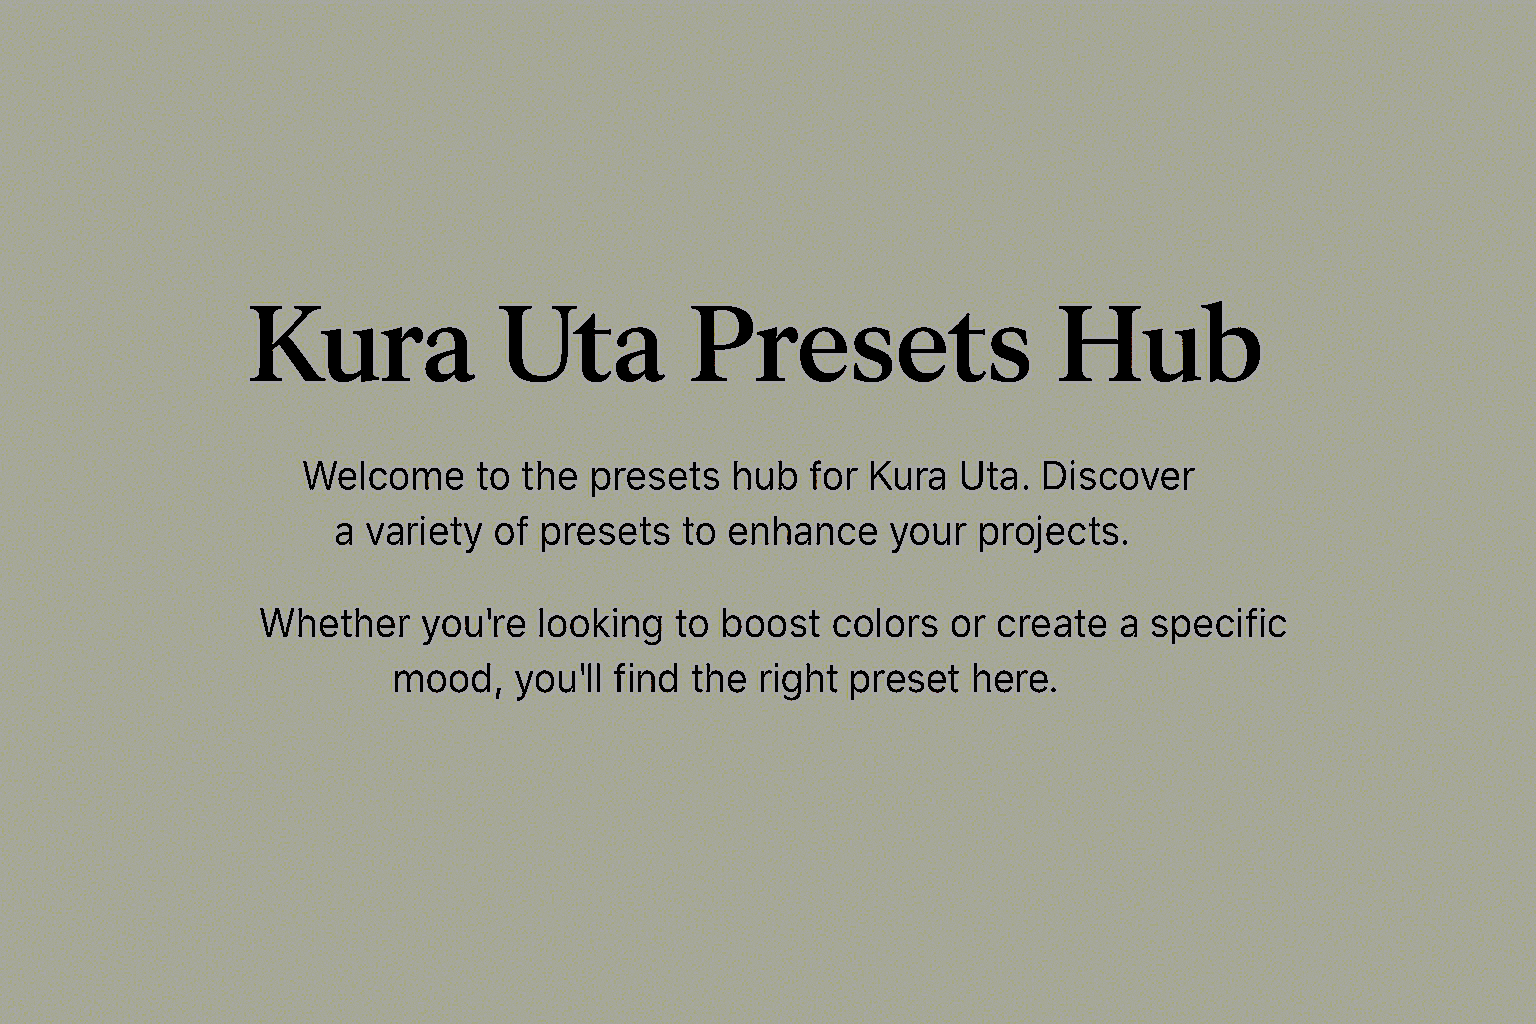 Kura Uta Presets Hub
Welcome to the presets hub for Kura Uta. Discover
a variety of presets to enhance your projects.
Whether you're looking to boost colors or create a specific
mood, you'll find the right preset here.